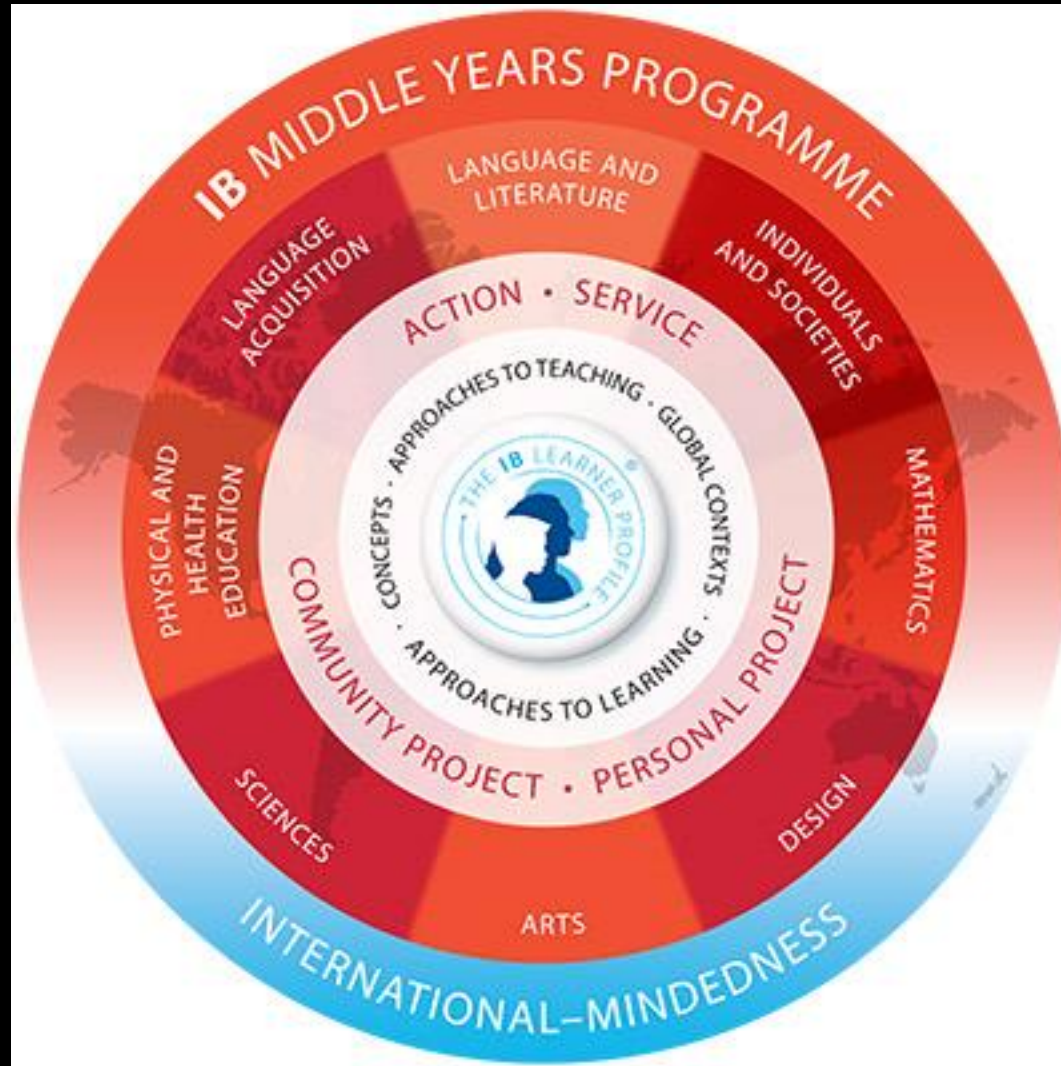 IB MIDDLE YEARS PROGRAMME
LANGUAGE AND
LITERATURE
INDIVIDUALS
AND SOCIETIES
MATHEMATICS
DESIGN
ARTS
SCIENCES
PHYSICAL AND
HEALTH
EDUCATION
LANGUAGE
ACQUISITION
ACTION · SERVICE
PERSONAL PROJECT · COMMUNITY PROJECT
APPROACHES TO TEACHING · GLOBAL CONTEXTS · APPROACHES TO LEARNING · CONCEPTS ·
THE IB LEARNER PROFILE ®
INTERNATIONAL–MINDEDNESS